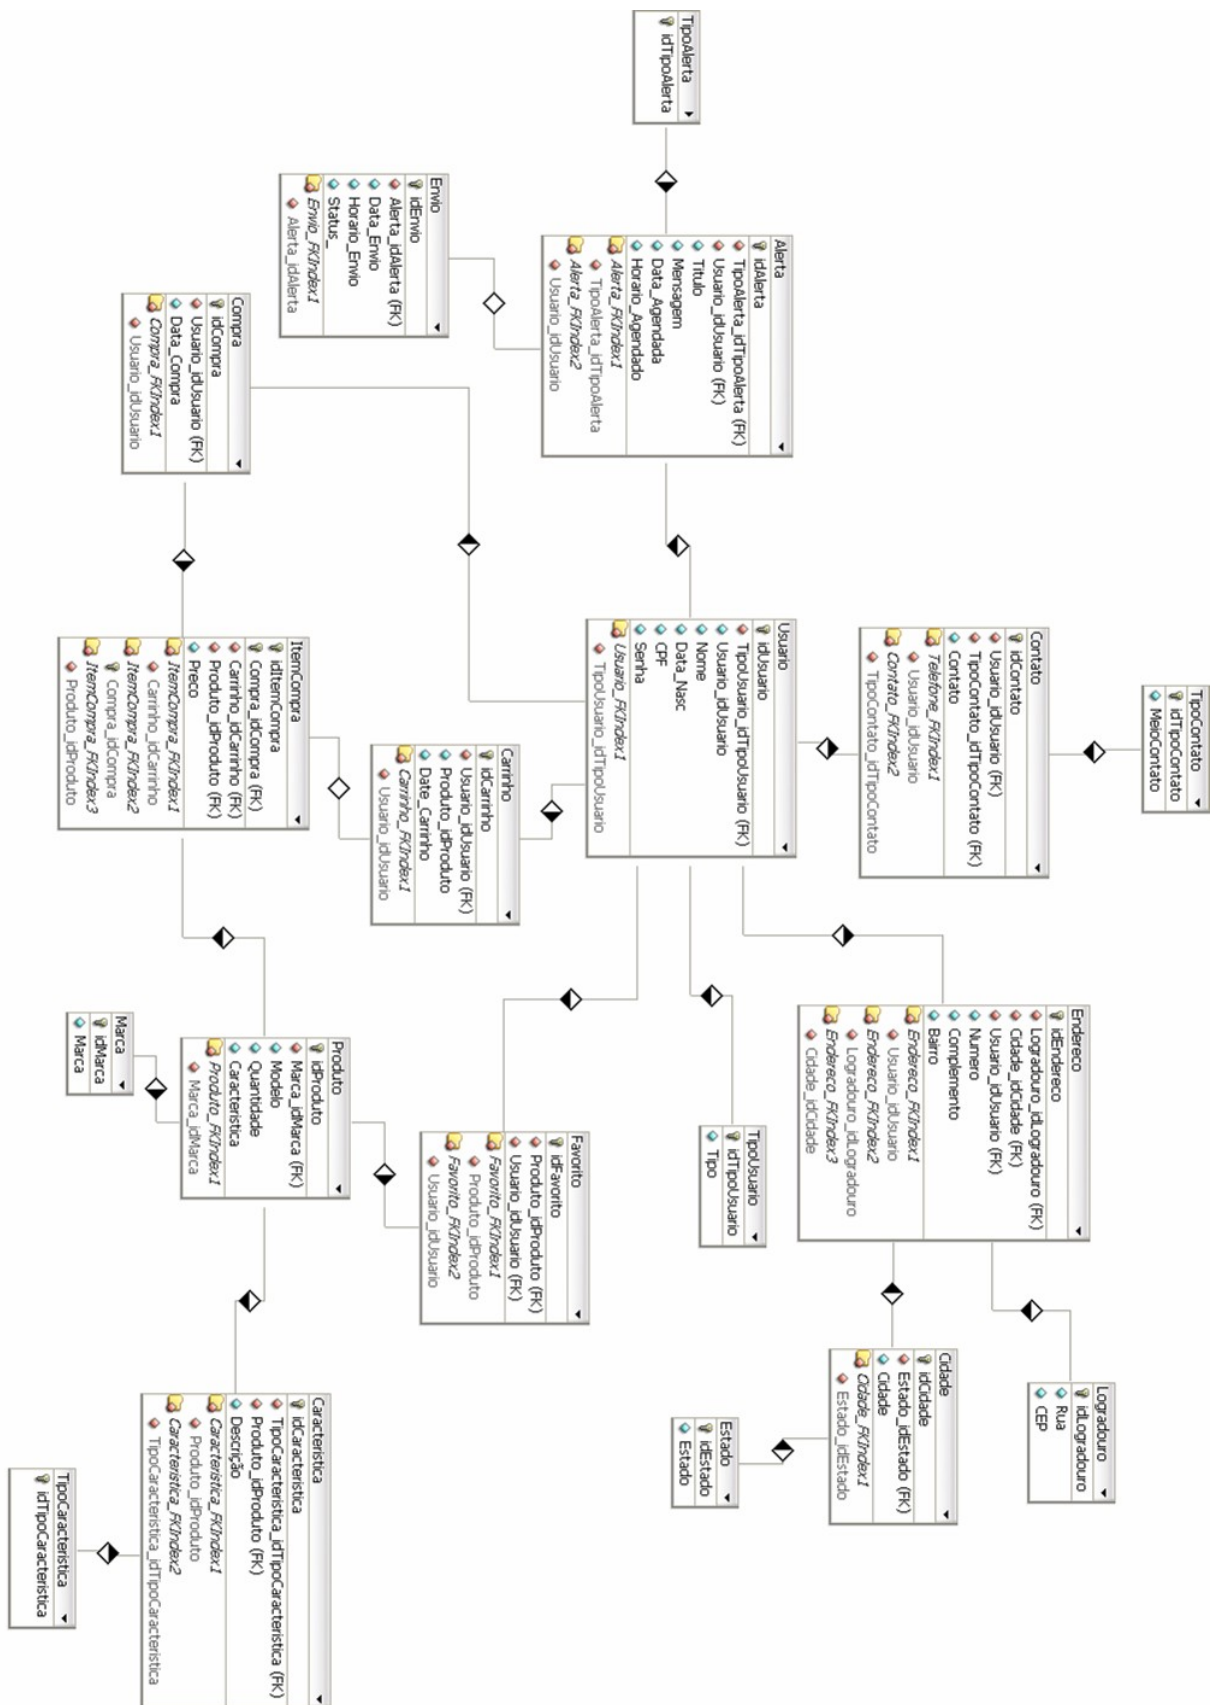 TipoAlerta
idTipoAlerta
Alerta
idAlerta
TipoAlerta_idTipoAlerta (FK)
Usuario_idUsuario (FK)
Titulo
Mensagem
Data_Agendada
Horario_Agendado
Alerta_FKIndex1
TipoAlerta_idTipoAlerta
Alerta_FKIndex2
Usuario_idUsuario
Envio
idEnvio
Alerta_idAlerta (FK)
Data_Envio
Horario_Envio
Status_
Envio_FKIndex1
Alerta_idAlerta
Compra
idCompra
Usuario_idUsuario (FK)
Data_Compra
Compra_FKIndex1
Usuario_idUsuario
TipoContato
idTipoContato
MeioContato
Contato
idContato
Usuario_idUsuario (FK)
TipoContato_idTipoContato (FK)
Contato
Telefone_FKIndex1
Usuario_idUsuario
Contato_FKIndex2
TipoContato_idTipoContato
Usuario
idUsuario
TipoUsuario_idTipoUsuario (FK)
Usuario_idUsuario
Nome
Data_Nasc
CPF
Senha
Usuario_FKIndex1
TipoUsuario_idTipoUsuario
Carrinho
idCarrinho
Usuario_idUsuario (FK)
Produto_idProduto
Date_Carrinho
Carrinho_FKIndex1
Usuario_idUsuario
ItemCompra
idItemCompra
Compra_idCompra (FK)
Carrinho_idCarrinho (FK)
Produto_idProduto (FK)
Preco
ItemCompra_FKIndex1
Carrinho_idCarrinho
ItemCompra_FKIndex2
Compra_idCompra
ItemCompra_FKIndex3
Produto_idProduto
Endereco
idEndereco
Logradouro_idLogradouro (FK)
Cidade_idCidade (FK)
Usuario_idUsuario (FK)
Numero
Complemento
Bairro
Endereco_FKIndex1
Usuario_idUsuario
Endereco_FKIndex2
Logradouro_idLogradouro
Endereco_FKIndex3
Cidade_idCidade
TipoUsuario
idTipoUsuario
Tipo
Favorito
idFavorito
Produto_idProduto (FK)
Usuario_idUsuario (FK)
Favorito_FKIndex1
Produto_idProduto
Favorito_FKIndex2
Usuario_idUsuario
Produto
idProduto
Marca_idMarca (FK)
Modelo
Quantidade
Caracteristica
Produto_FKIndex1
Marca_idMarca
Marca
idMarca
Marca
Logradouro
idLogradouro
Rua
CEP
Cidade
idCidade
Estado_idEstado (FK)
Cidade
Cidade_FKIndex1
Estado_idEstado
Estado
idEstado
Estado
Caracteristica
idCaracteristica
TipoCaracteristica_idTipoCaracteristica (FK)
Produto_idProduto (FK)
Descrição
Caracteristica_FKIndex1
Produto_idProduto
Caracteristica_FKIndex2
TipoCaracteristica_idTipoCaracteristica
TipoCaracteristica
idTipoCaracteristica